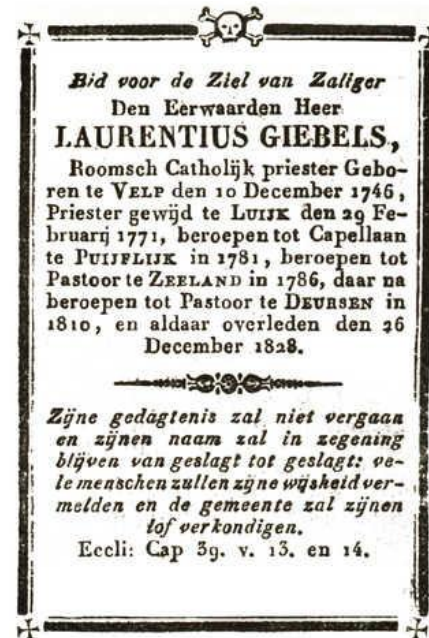 Bid voor de Ziel van Zaliger
Den Eerwaarden Heer
LAURENTIUS GIEBELS,
Roomsch Catholijk priester Gebo-
ren te VELP den 10 December 1746,
Priester gewijd te LUIJK den 29 Fe-
bruarij 1771, beroepen tot Capellaan
te PUIJFLIJK in 1781, beroepen tot
Pastoor te ZEELAND in 1786, daar na
beroepen tot Pastoor te DEURSEN in
1810, en aldaar overleden den 26
December 1828.
Zijne gedägtenis zal niet vergaan
en zijnen naam zal in zegening
blijven van geslagt tot geslagt: ve-
le menschen zullen zijne wijsheid ver-
melden en de gemeente zal zijnen
lof verkondigen.
Eccli: Cap 39. v. 13. en 14.